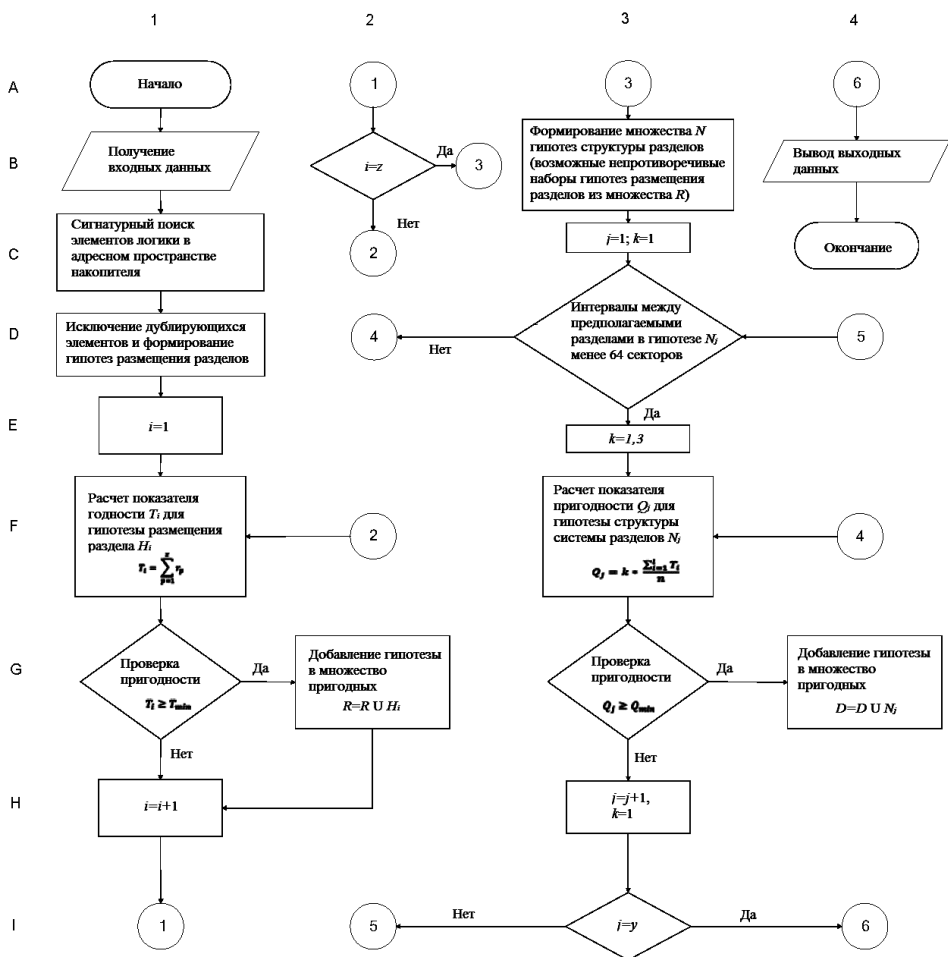 1
2
3
4
A
Начало
1
3
6
B
Получение
входных данных
i=z
Да
3
Нет
Формирование множества N
гипотез структуры разделов
(возможные непротиворечивые
наборы гипотез размещения
разделов из множества R)
Вывод выходных
данных
C
Сигнатурный поиск
элементов логики в
адресном пространстве
накопителя
2
j=1; k=1
Окончание
D
Исключение дублирующихся
элементов и формирование
гипотез размещения разделов
4
Нет
Интервалы между
предполагаемыми
разделами в гипотезе Nj
менее 64 секторов
5
Да
E
i=1
k=1,3
F
Расчет показателя
годности Ti для
гипотезы размещения
раздела Hi
Ti = ∑ p=1 z rp
2
Расчет показателя
пригодности Qj для
гипотезы структуры
системы разделов Nj
Qj = k * ∑ i=1 i Ti / n
4
G
Проверка
пригодности
Ti ≥ Tmin
Да
Добавление гипотезы
в множество
пригодных
R=R U Hi
Нет
Проверка
пригодности
Qj ≥ Qmin
Да
Добавление гипотезы
в множество
пригодных
D=D U Nj
Нет
H
i=i+1
j=j+1,
k=1
I
1
5
Нет
j=y
Да
6